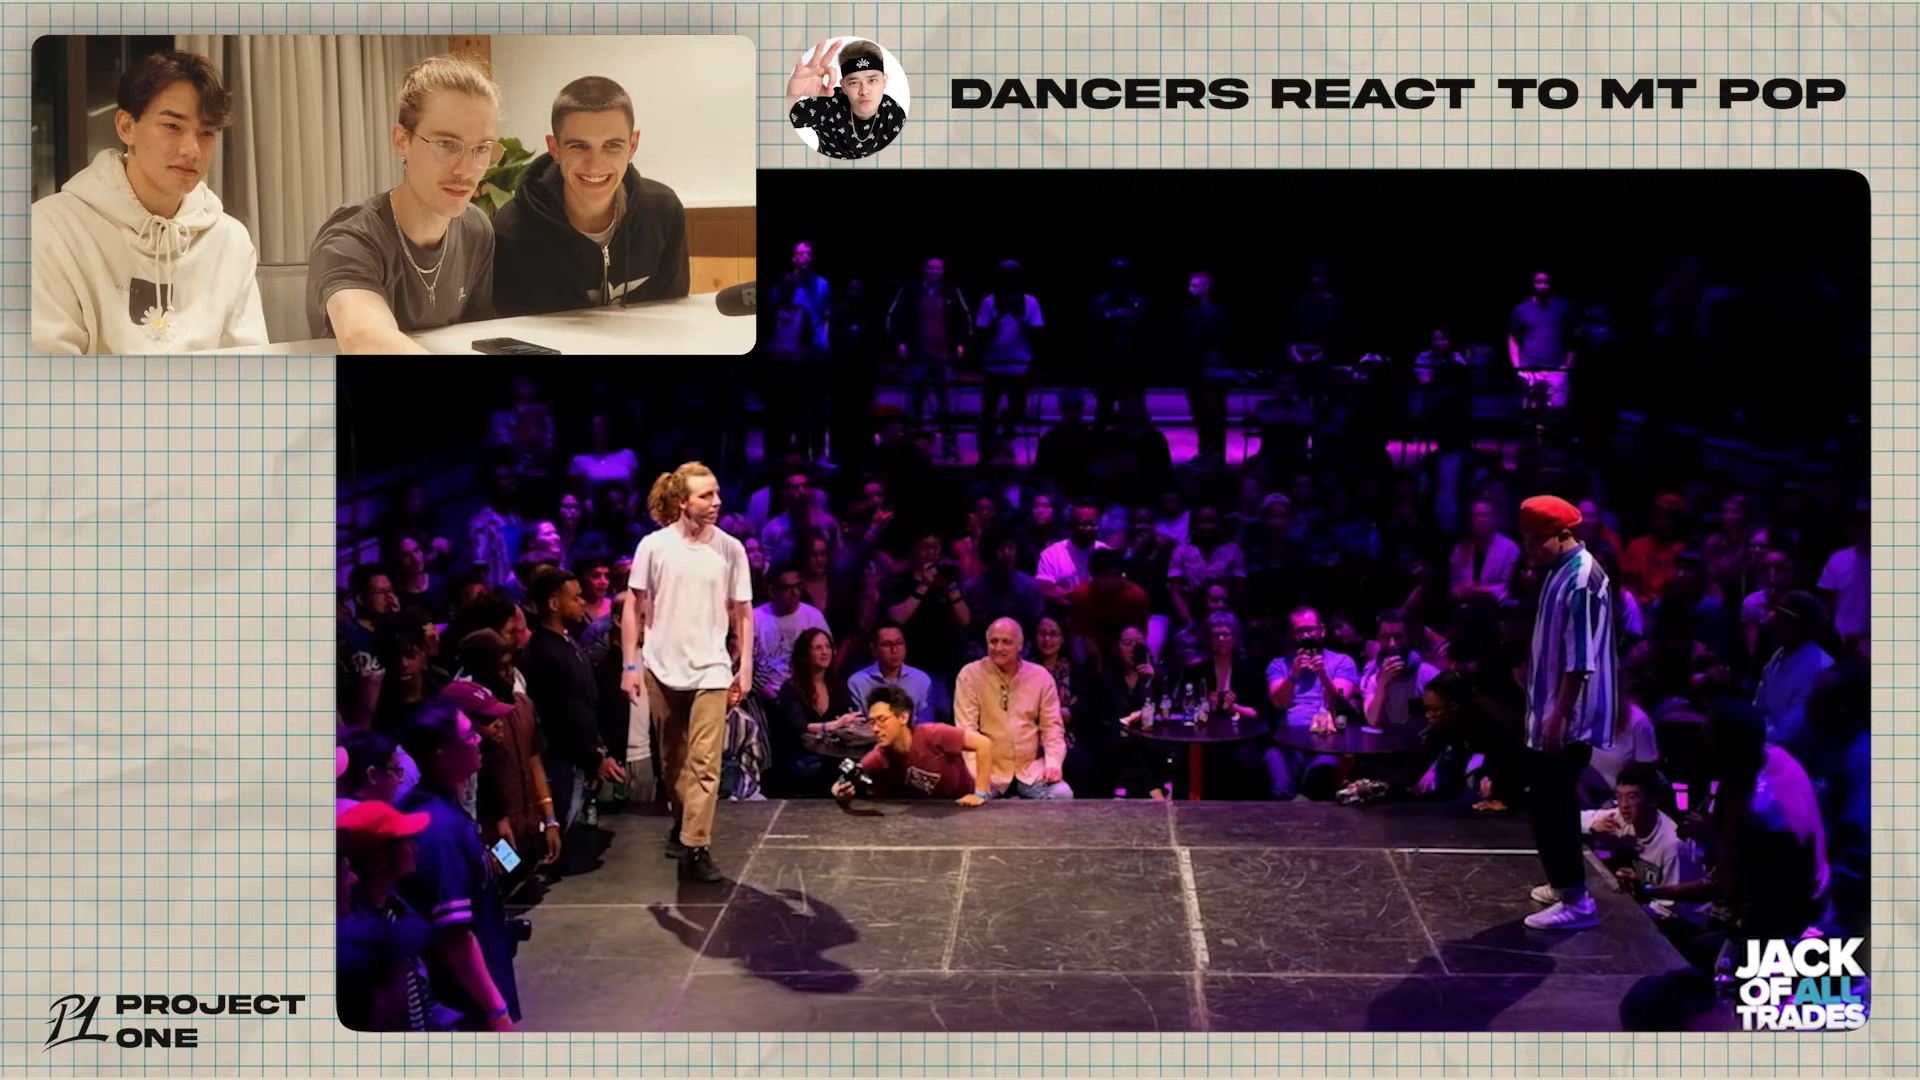 DANCERS REACT TO MT POP
PROJECT
ONE
JACK
OF ALL
TRADES